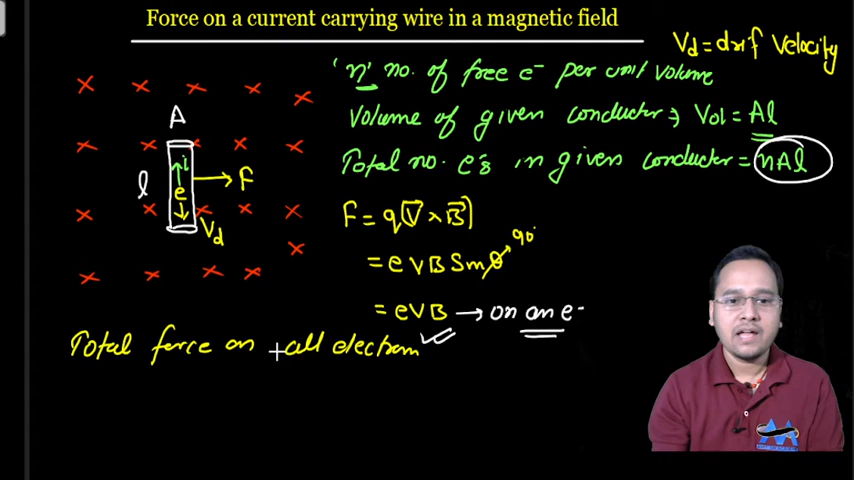 Force on a current carrying wire in a magnetic field
Vd = drif Velocity
'n' no. of free e- per unit volume
Volume of given conductor → Vol = Al
Total no. e's in given conductor = nAl
A
l
i
e
F
Vd
F = q(V × B)
= e V B Sinθ 90°
= eVB → on an e-
Total force on all electron